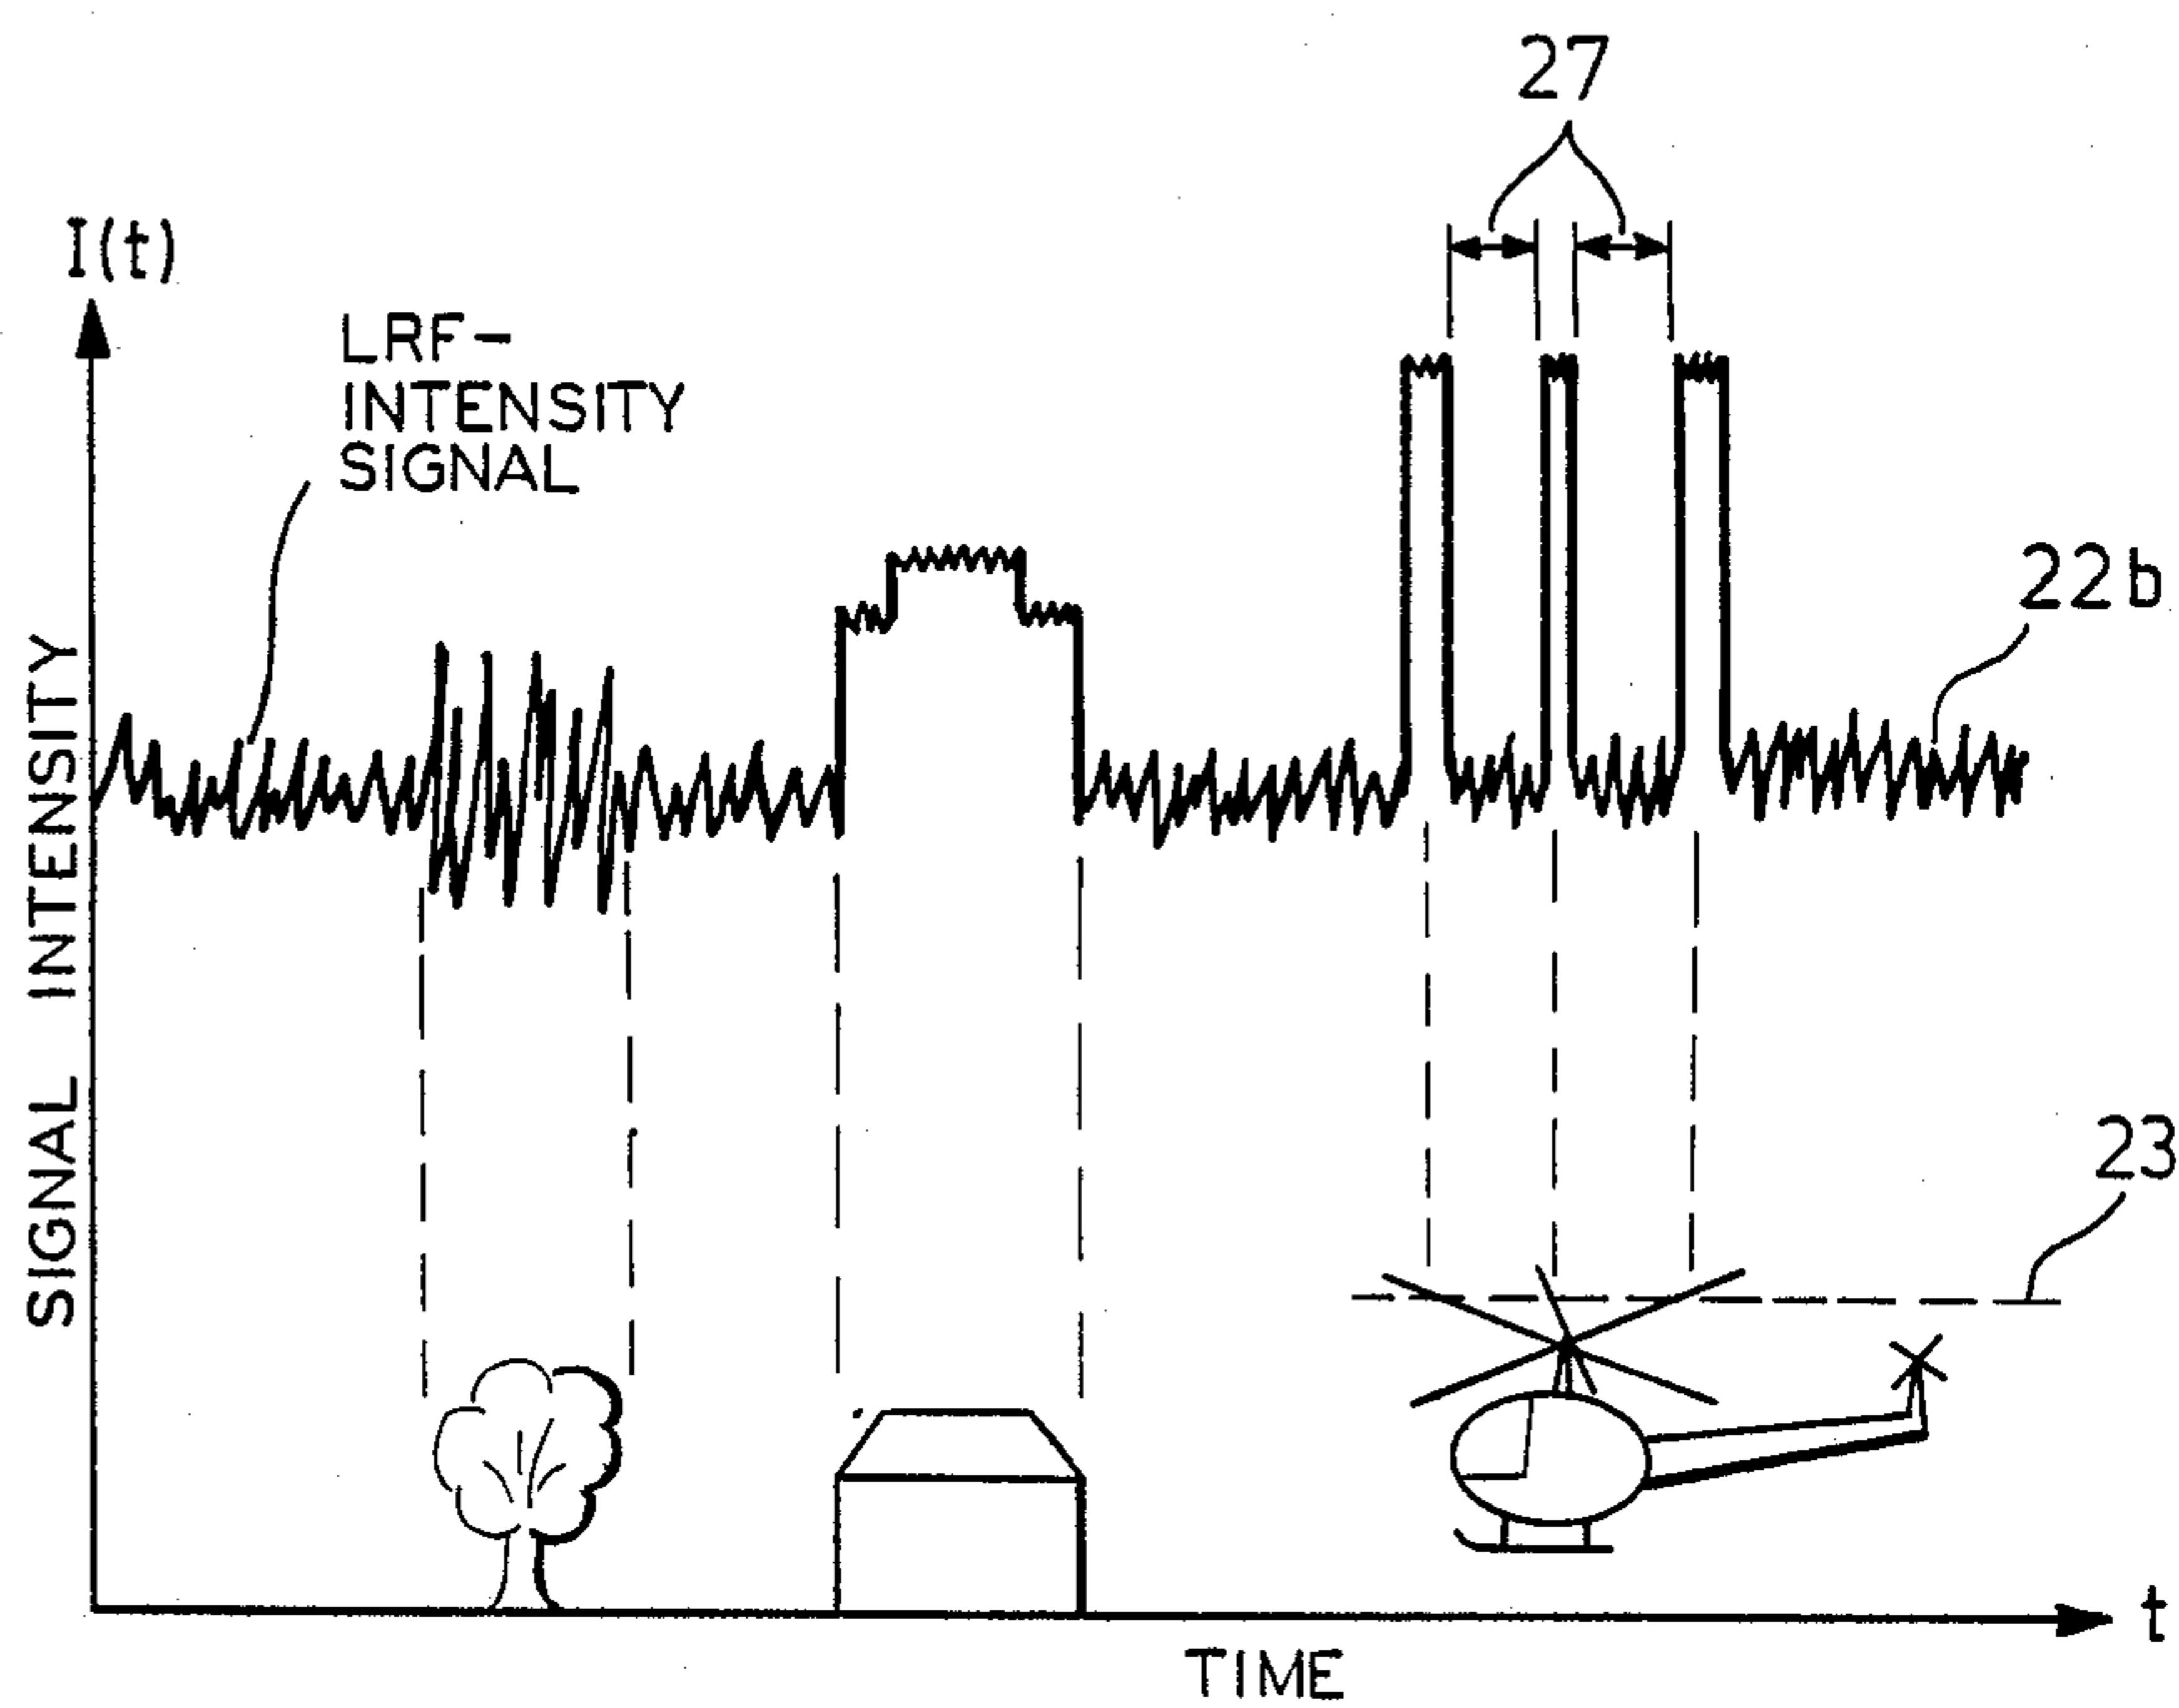 27
I(t)
LRF-
INTENSITY
SIGNAL
22b
SIGNAL INTENSITY
23
t
TIME